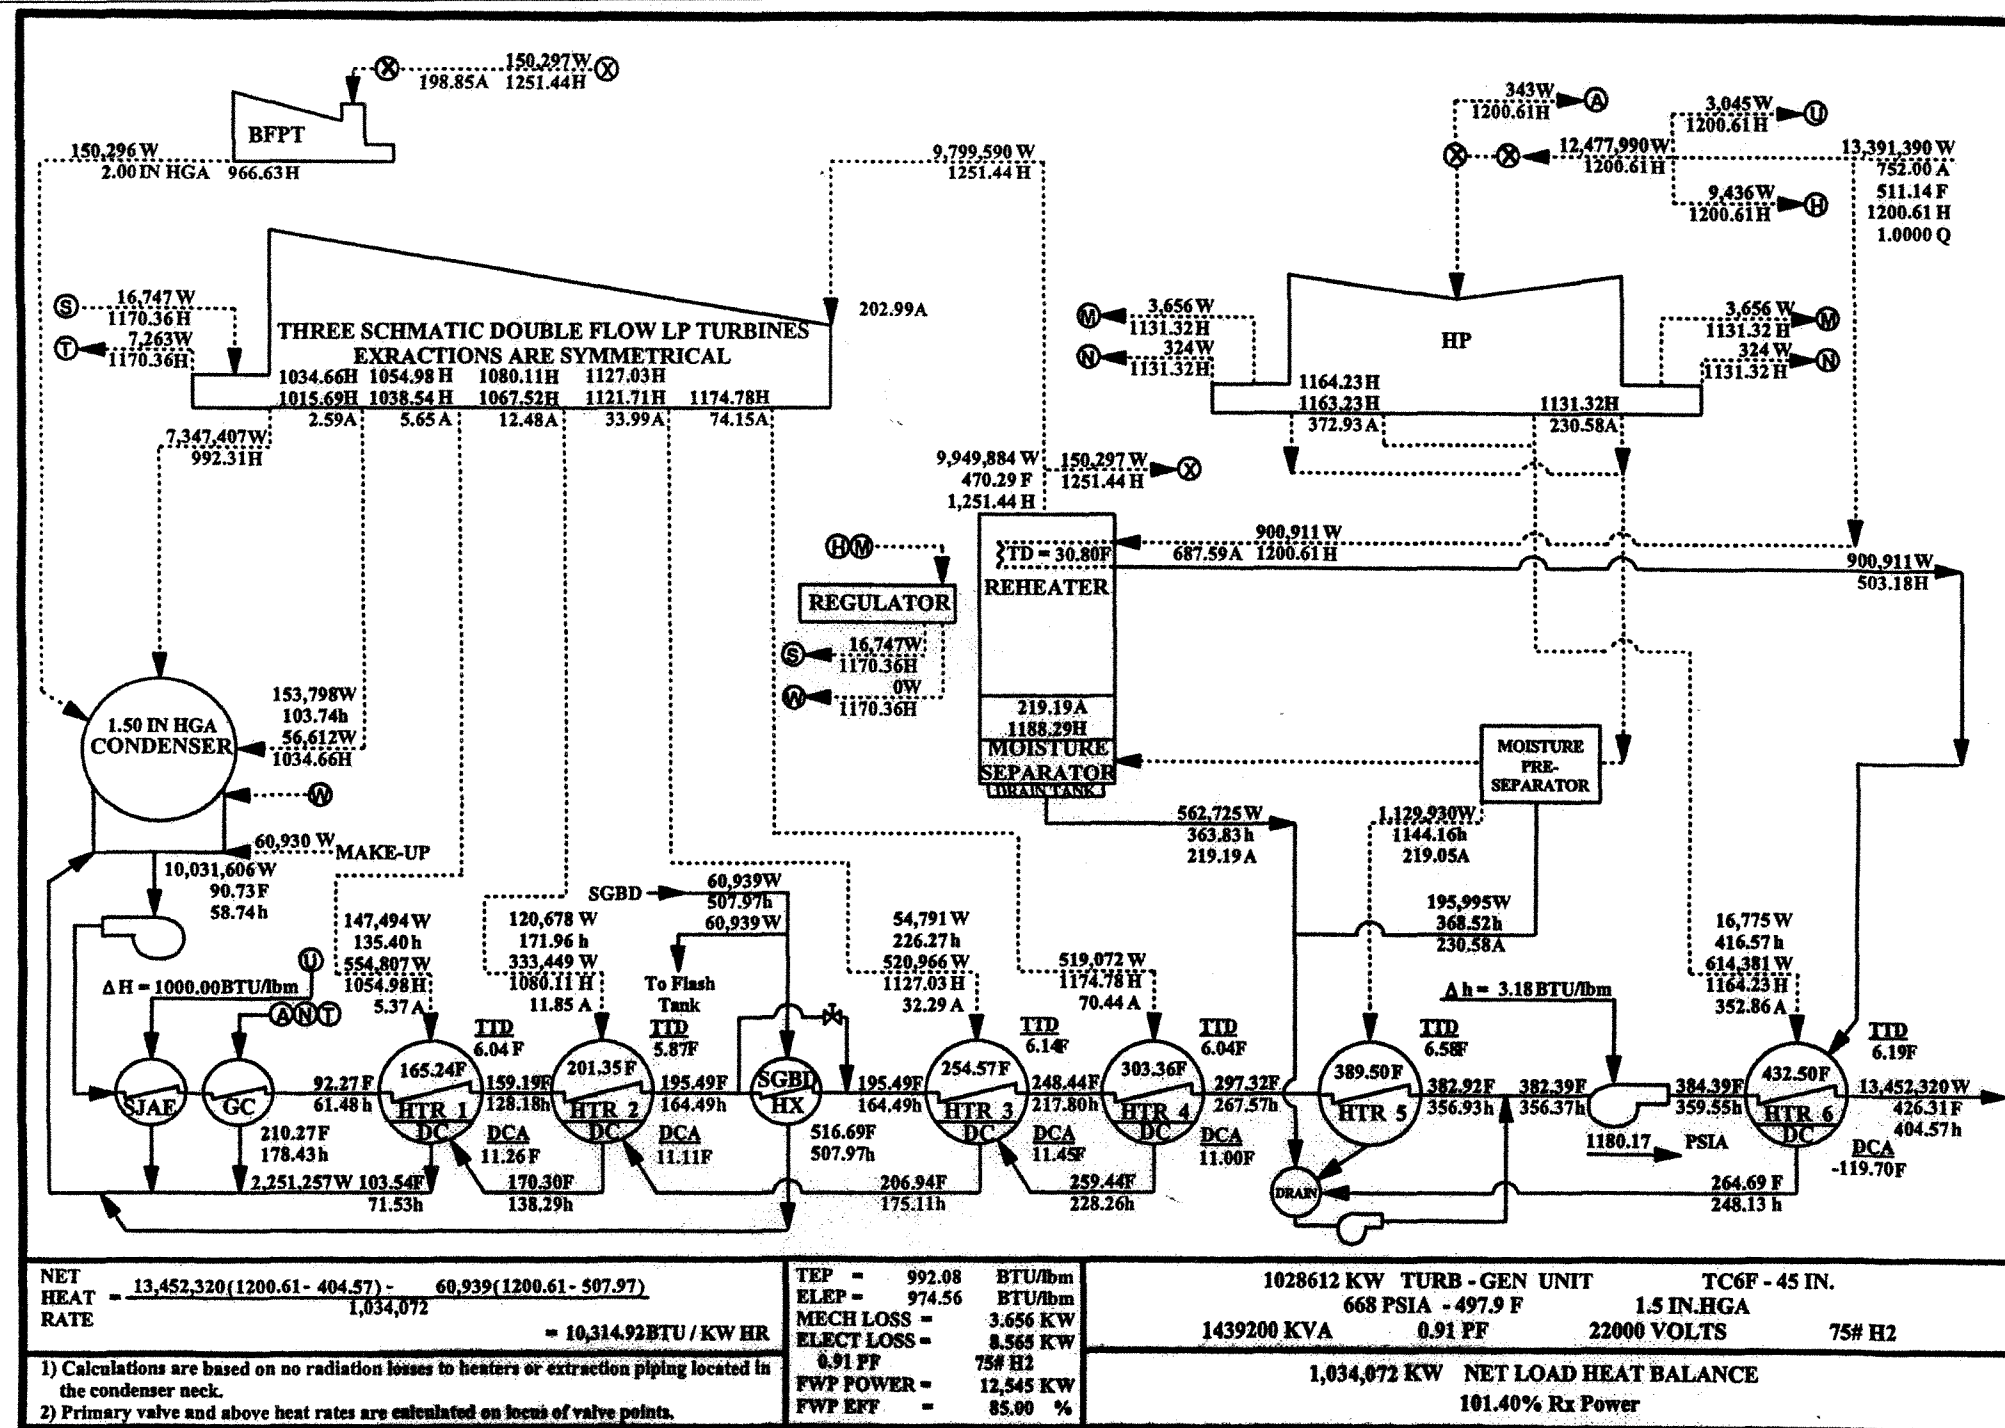 150,297W
198.85A 1251.44H
X
X
BFPT
150,296 W
2.00 IN HGA 966.63H
9,799,590 W
1251.44 H
343W
1200.61H
A
3,045W
1200.61H
U
X
X
12,477,990W
1200.61H
13,391,390 W
752.00 A
511.14 F
1200.61 H
1.0000 Q
9,436W
1200.61H
H
S
16,747 W
1170.36 H
T
7,263W
1170.36H
THREE SCHMATIC DOUBLE FLOW LP TURBINES
EXRACTIONS ARE SYMMETRICAL
1034.66H 1054.98 H 1080.11H 1127.03H
1015.69H 1038.54 H 1067.52H 1121.71H 1174.78H
2.59A 5.65 A 12.48A 33.99A 74.15A
202.99A
M
3,656W
1131.32H
N
324W
1131.32H
HP
3,656 W
1131.32 H
M
324 W
1131.32 H
N
1164.23H
1163.23H
372.93 A
1131.32H
230.58A
7,347,407W
992.31H
9,949,884 W
470.29 F
1,251.44 H
150,297W
1251.44 H
X
H M
REGULATOR
S
16,747W
1170.36H
W
0W
1170.36H
TD = 30.80F
REHEATER
900,911 W
687.59A 1200.61 H
900,911W
503.18H
219.19A
1188.29H
MOISTURE
SEPARATOR
DRAIN TANK
MOISTURE
PRE-
SEPARATOR
1.50 IN HGA
CONDENSER
153,798W
103.74h
56,612W
1034.66H
W
60,930 W
MAKE-UP
10,031,606W
90.73F
58.74h
562,725W
363.83h
219.19 A
1,129,930W
1144.16h
219.05A
195,995W
368.52h
230.58A
SGBD
60,939W
507.97h
60,939W
To Flash
Tank
147,494 W
135.40 h
554,807 W
1054.98H
5.37 A
120,678 W
171.96 h
333,449 W
1080.11 H
11.85 A
54,791 W
226.27 h
520,966 W
1127.03 H
32.29 A
519,072 W
1174.78 H
70.44 A
16,775 W
416.57 h
614,381 W
1164.23 H
352.86 A
U
Δ H = 1000.00BTU/lbm
A N T
Δ h = 3.18 BTU/lbm
TTD
6.04 F
TTD
5.87F
TTD
6.14F
TTD
6.04F
TTD
6.58F
TTD
6.19F
SJAE
GC
92.27 F
61.48 h
165.24F
HTR 1
DC
159.19F
128.18h
201.35F
HTR 2
DC
195.49F
164.49h
SGBD
HX
195.49F
164.49h
254.57F
HTR 3
DC
248.44F
217.80h
303.36F
HTR 4
DC
297.32F
267.57h
389.50F
HTR 5
382.92F
356.93h
382.39F
356.37h
384.39F
359.55h
432.50F
HTR 6
DC
13,452,320W
426.31 F
404.57 h
1180.17 PSIA
210.27F
178.43h
DCA
11.26 F
DCA
11.11F
516.69F
507.97h
DCA
11.45F
DCA
11.00F
DCA
-119.70F
2,251,257W 103.54F
71.53h
170.30F
138.29h
206.94F
175.11h
259.44F
228.26h
DRAIN
264.69 F
248.13 h
NET
HEAT = 13,452,320(1200.61- 404.57) - 60,939(1200.61- 507.97)
RATE 1,034,072
= 10,314.92BTU / KW HR
1) Calculations are based on no radiation losses to heaters or extraction piping located in
the condenser neck.
2) Primary valve and above heat rates are calculated on locus of valve points.
TEP = 992.08 BTU/lbm
ELEP = 974.56 BTU/lbm
MECH LOSS = 3.656 KW
ELECT LOSS = 8.565 KW
0.91 PF 75# H2
FWP POWER = 12,545 KW
FWP EFF = 85.00 %
1028612 KW TURB - GEN UNIT TC6F - 45 IN.
668 PSIA - 497.9 F 1.5 IN.HGA
1439200 KVA 0.91 PF 22000 VOLTS 75# H2
1,034,072 KW NET LOAD HEAT BALANCE
101.40% Rx Power